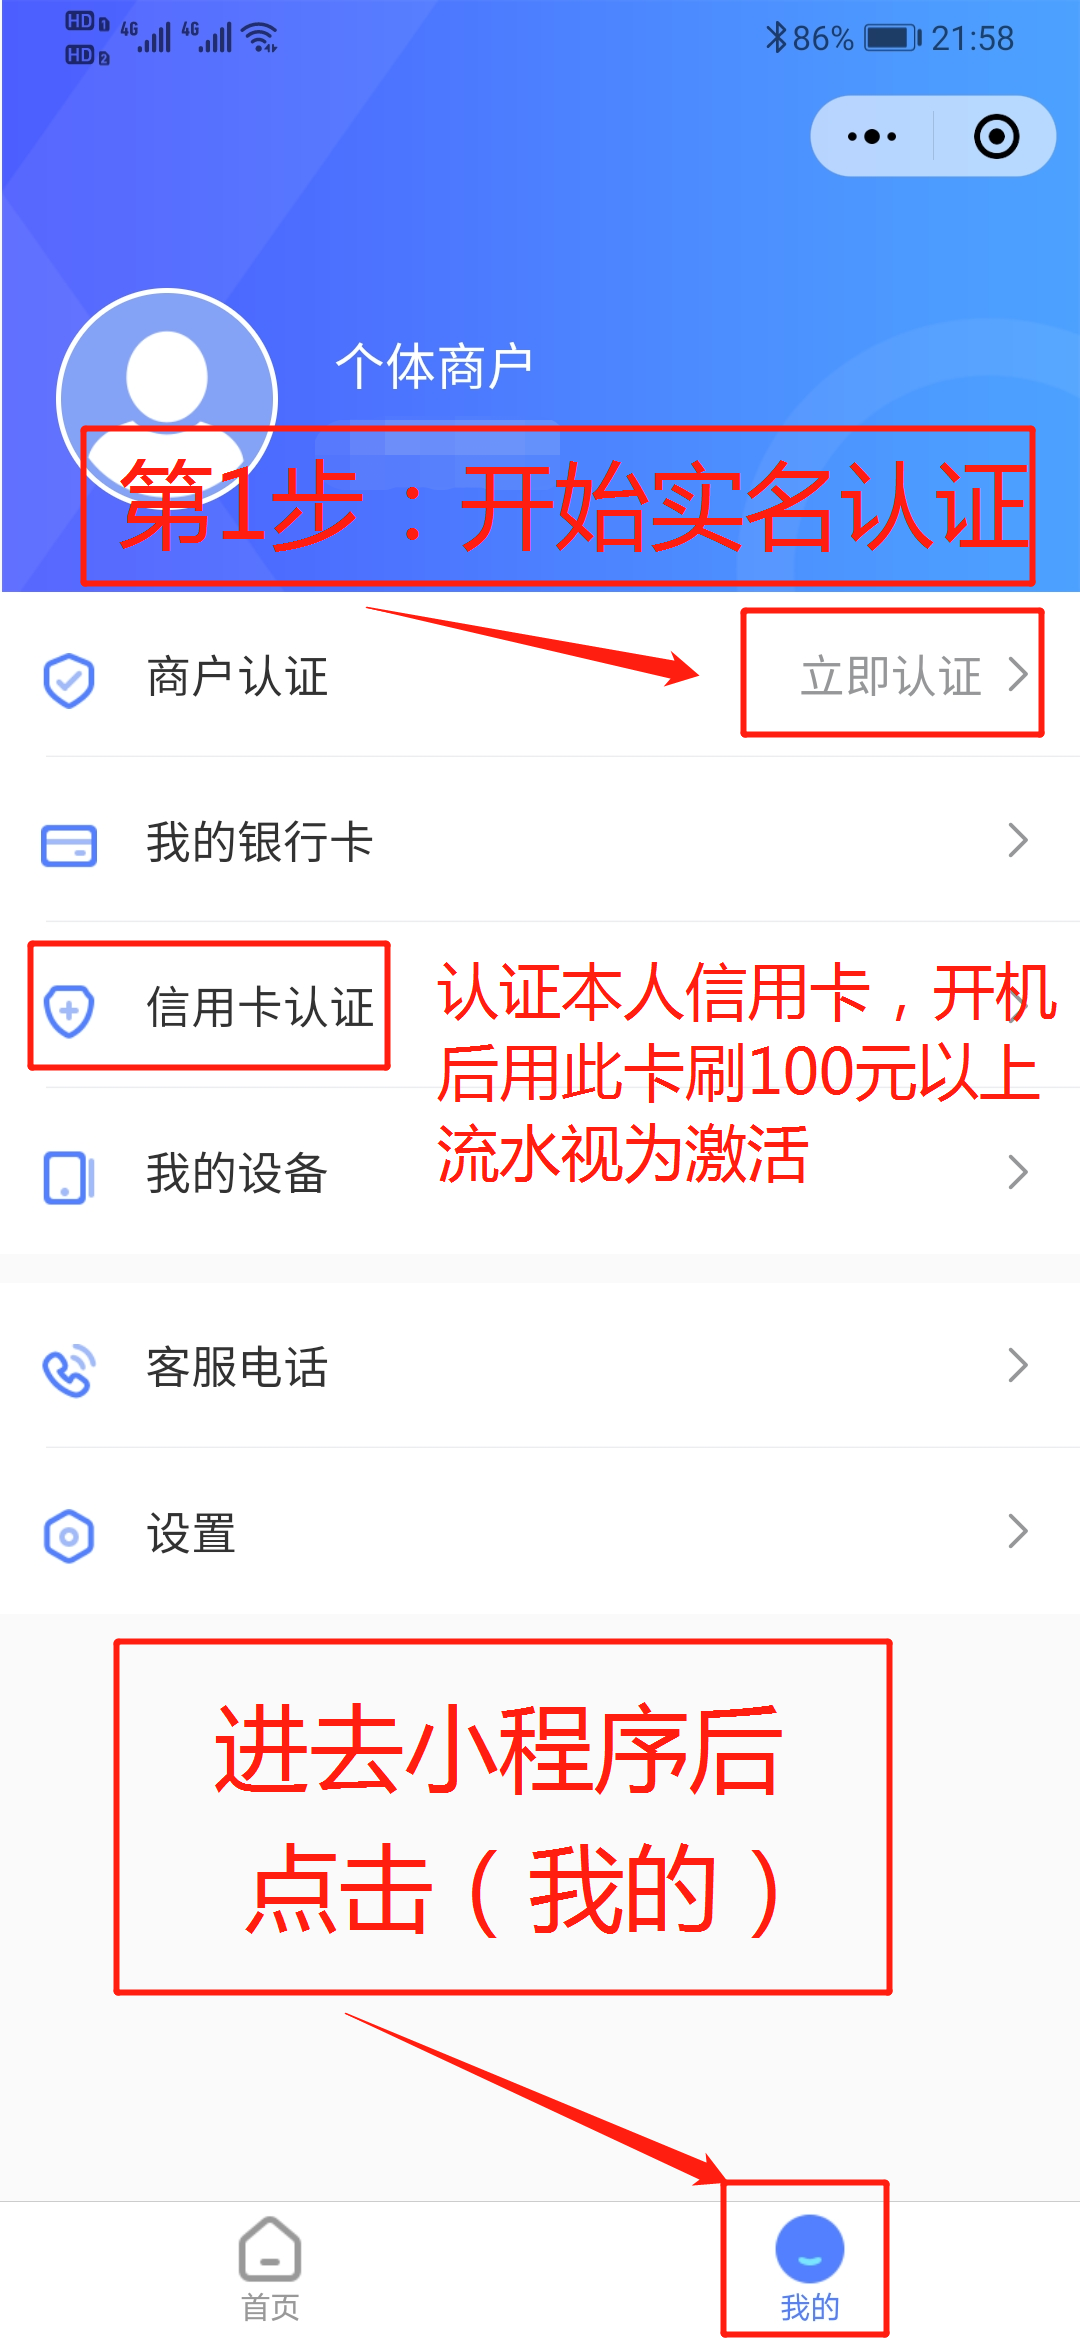 HD 1 4G 4G
HD 2
86% 21:58
个体商户
第1步：开始实名认证
商户认证
立即认证
我的银行卡
信用卡认证
认证本人信用卡，开机
后用此卡刷100元以上
流水视为激活
我的设备
客服电话
设置
进去小程序后
点击（我的）
首页
我的